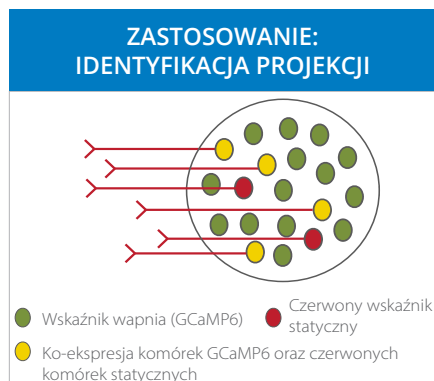 ZASTOSOWANIE:
IDENTYFIKACJA PROJEKCJI
Wskaźnik wapnia (GCaMP6)
Czerwony wskaźnik
statyczny
Ko-ekspresja komórek GCaMP6 oraz czerwonych
komórek statycznych